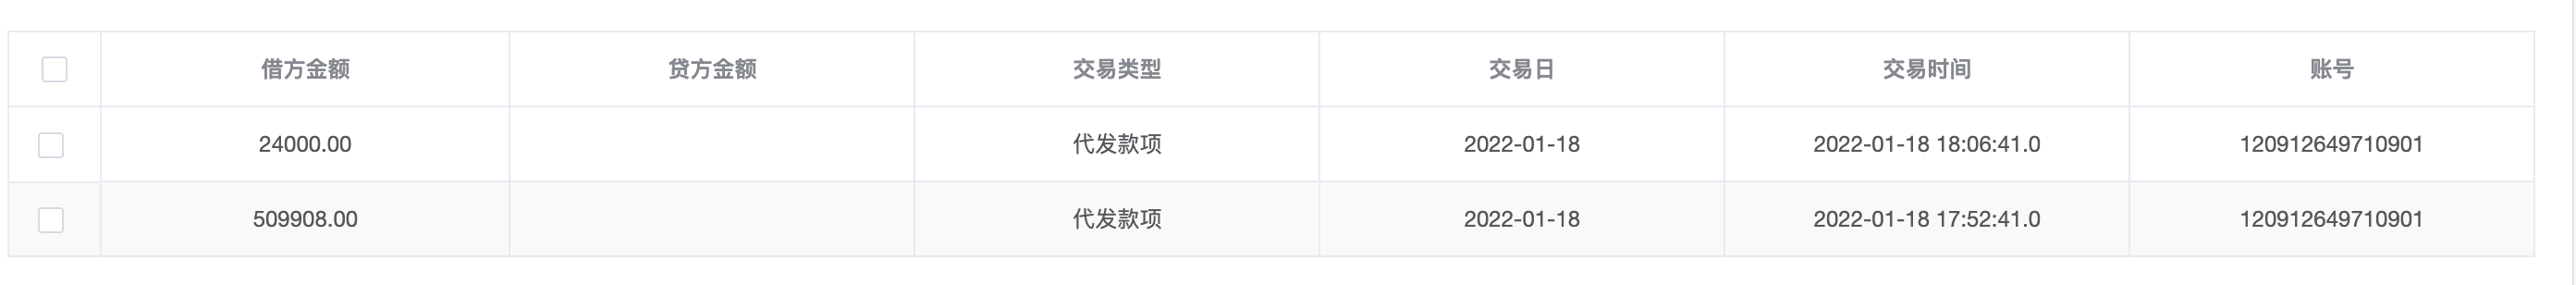 借方金额 贷方金额 交易类型 交易日 交易时间 账号
24000.00 代发款项 2022-01-18 2022-01-18 18:06:41.0 120912649710901
509908.00 代发款项 2022-01-18 2022-01-18 17:52:41.0 120912649710901